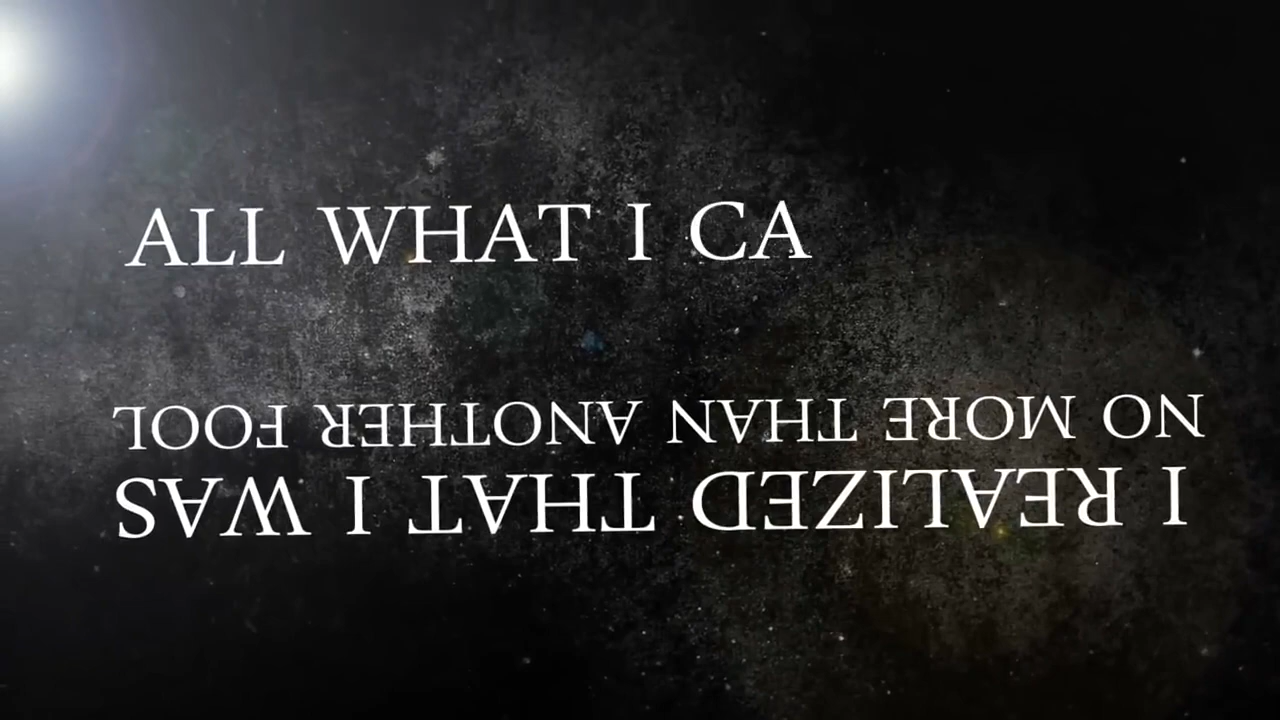 ALL WHAT I CA
I REALIZED THAT I WAS
NO MORE THAN ANOTHER FOOL